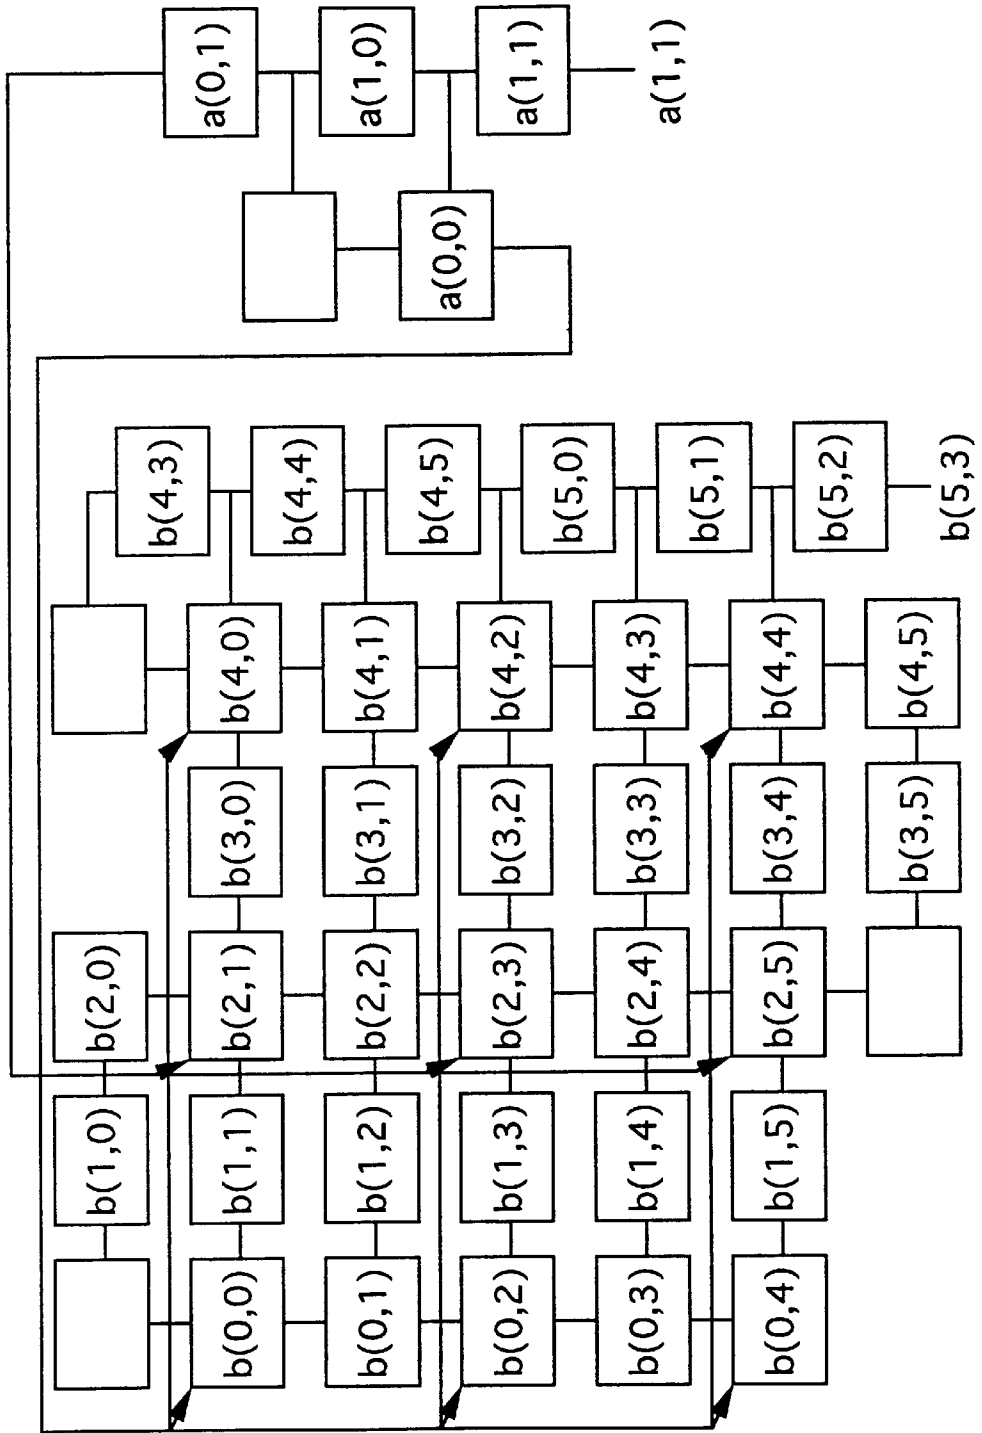 b(1,0)
b(2,0)
b(4,3)
a(0,1)
b(0,0)
b(1,1)
b(2,1)
b(3,0)
b(4,0)
b(4,4)
b(0,1)
b(1,2)
b(2,2)
b(3,1)
b(4,1)
a(1,0)
b(4,5)
a(0,0)
b(0,2)
b(1,3)
b(2,3)
b(3,2)
b(4,2)
a(1,1)
b(5,0)
b(0,3)
b(1,4)
b(2,4)
b(3,3)
b(4,3)
a(1,1)
b(5,1)
b(0,4)
b(1,5)
b(2,5)
b(3,4)
b(4,4)
b(5,2)
b(3,5)
b(4,5)
b(5,3)